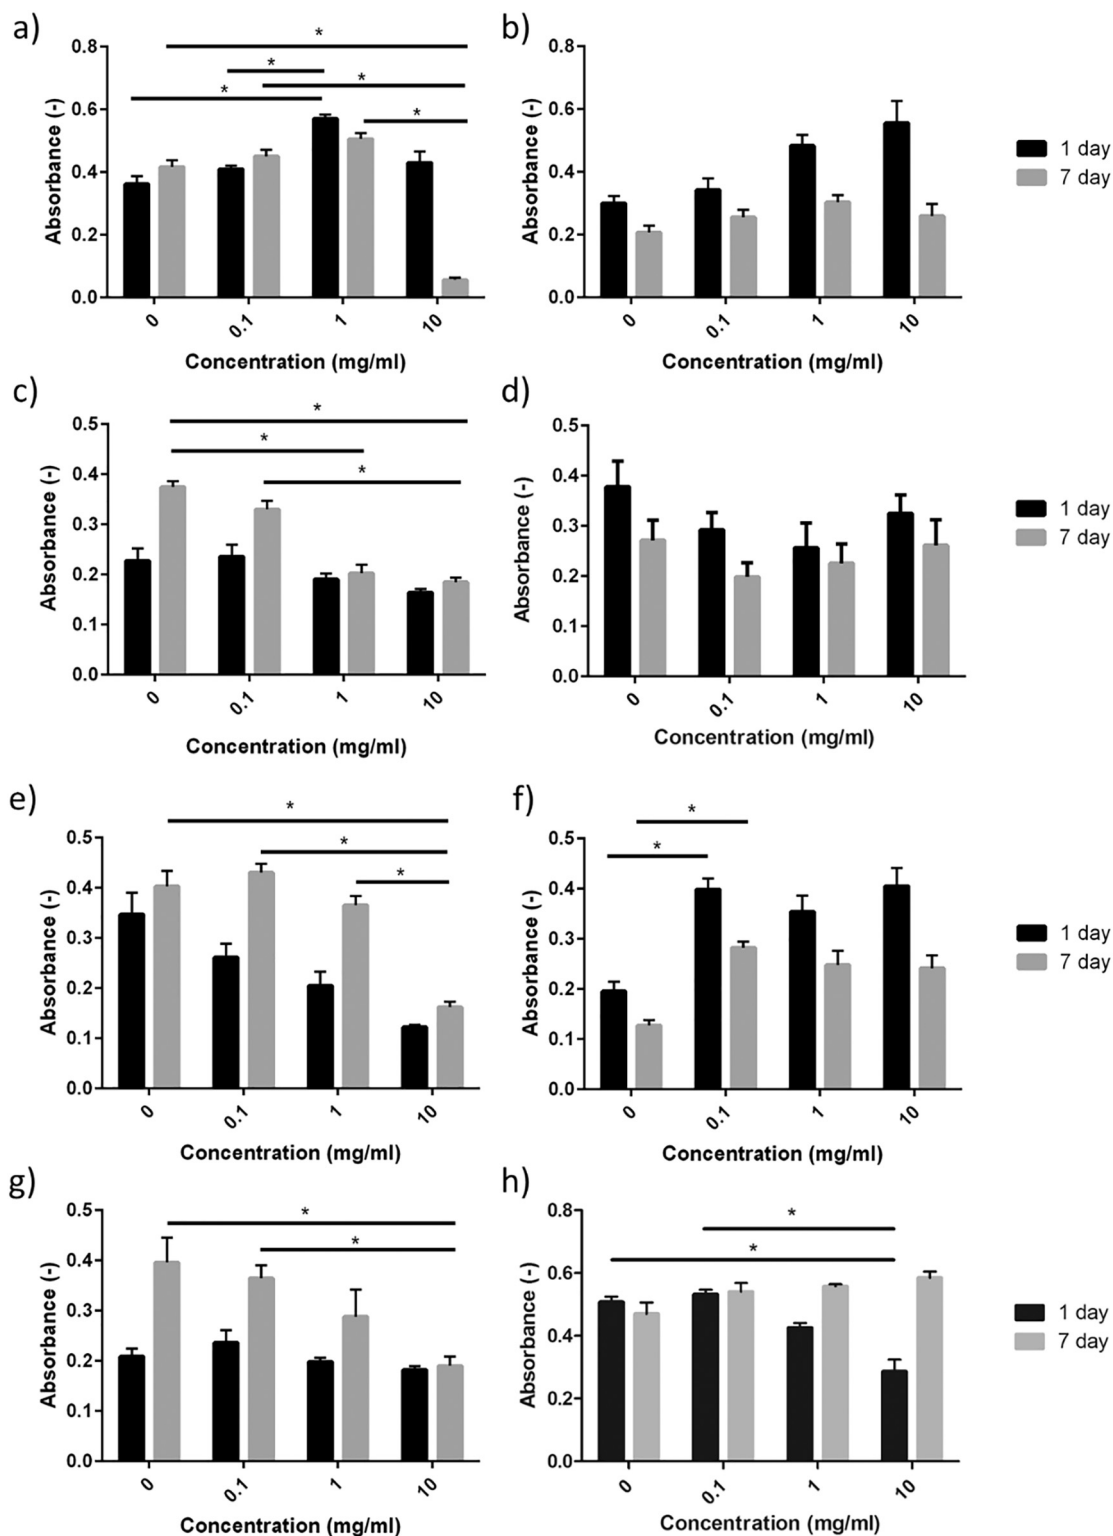 a)
* 
*
*
*
*
Absorbance (-)
0.8
0.6
0.4
0.2
0.0
0
0.1
1
10
Concentration (mg/ml)
b)
Absorbance (-)
0.8
0.6
0.4
0.2
0.0
0
0.1
1
10
Concentration (mg/ml)
1 day
7 day
c)
*
*
*
Absorbance (-)
0.5
0.4
0.3
0.2
0.1
0.0
0
0.1
1
10
Concentration (mg/ml)
d)
Absorbance (-)
0.5
0.4
0.3
0.2
0.1
0.0
0
0.1
1
10
Concentration (mg/ml)
1 day
7 day
e)
*
*
*
Absorbance (-)
0.5
0.4
0.3
0.2
0.1
0.0
0
0.1
1
10
Concentration (mg/ml)
f)
*
*
Absorbance (-)
0.5
0.4
0.3
0.2
0.1
0.0
0
0.1
1
10
Concentration (mg/ml)
1 day
7 day
g)
*
*
Absorbance (-)
0.5
0.4
0.3
0.2
0.1
0.0
0
0.1
1
10
Concentration (mg/ml)
h)
*
*
Absorbance (-)
0.8
0.6
0.4
0.2
0.0
0
0.1
1
10
Concentration (mg/ml)
1 day
7 day